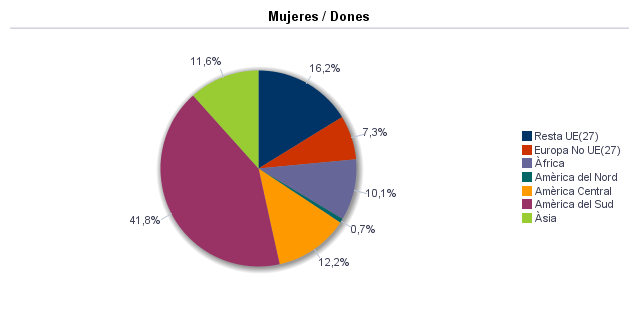 Mujeres / Dones
11,6%
16,2%
7,3%
10,1%
0,7%
12,2%
41,8%
Resta UE(27)
Europa No UE(27)
Àfrica
Amèrica del Nord
Amèrica Central
Amèrica del Sud
Àsia